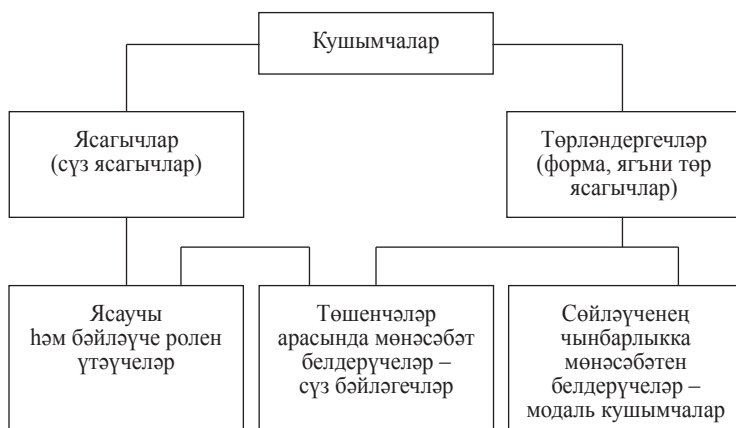 Кушымчалар
Ясагычлар
(сүз ясагычлар)
Төрләндергечләр
(форма, ягъни төр
ясагычлар)
Ясаучы
һәм бәйләүче ролен
үтәүчеләр
Төшенчәләр
арасында мөнәсәбәт
белдерүчеләр –
сүз бәйләгечләр
Сөйләүченең
чынбарлыкка
мөнәсәбәтен
белдерүчеләр –
модаль кушымчалар